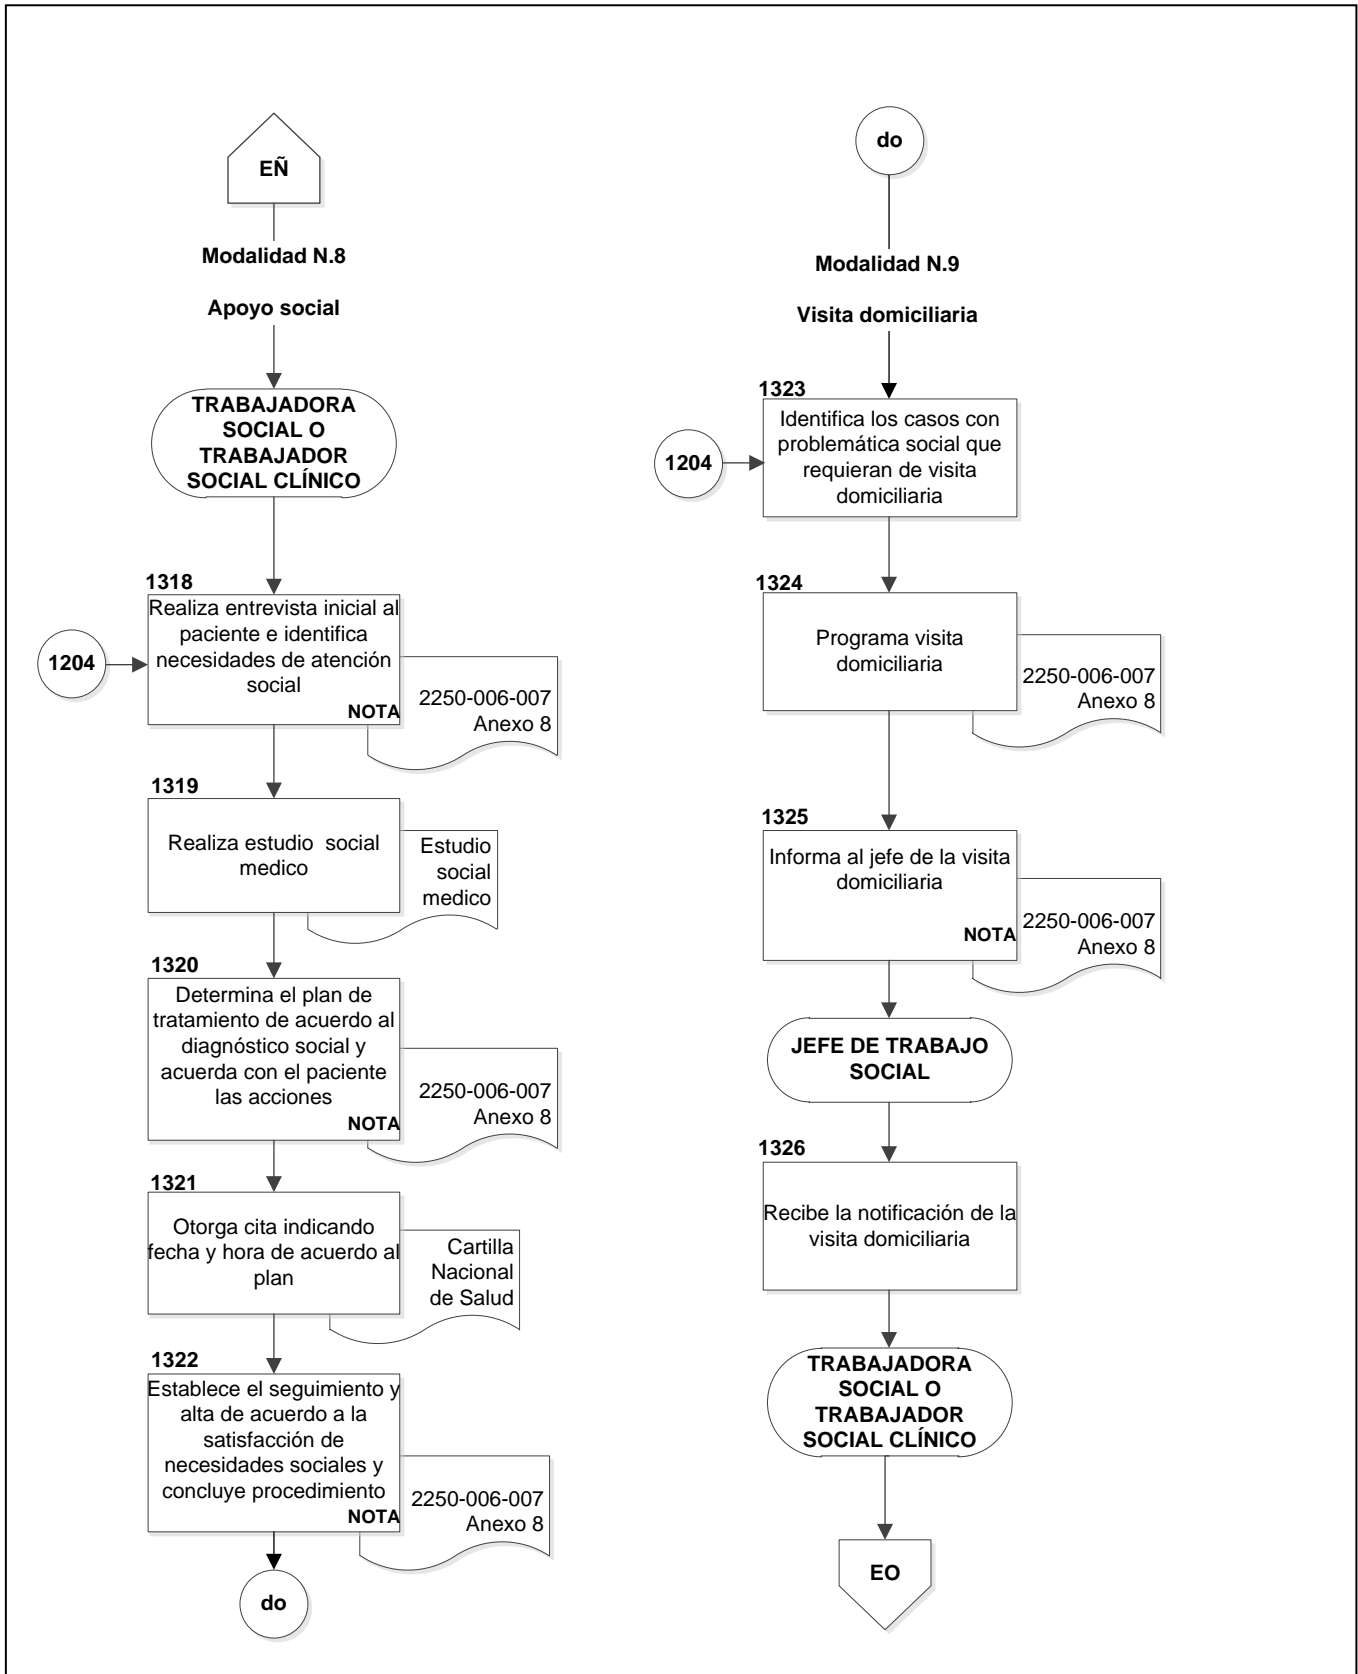 EÑ
Modalidad N.8
Apoyo social
TRABAJADORA
SOCIAL O
TRABAJADOR
SOCIAL CLÍNICO
1318
Realiza entrevista inicial al
paciente e identifica
necesidades de atención
social
NOTA
1204
2250-006-007
Anexo 8
1319
Realiza estudio  social
medico
Estudio
social
medico
1320
Determina el plan de
tratamiento de acuerdo al
diagnóstico social y
acuerda con el paciente
las acciones
NOTA
2250-006-007
Anexo 8
1321
Otorga cita indicando
fecha y hora de acuerdo al
plan
Cartilla
Nacional
de Salud
1322
Establece el seguimiento y
alta de acuerdo a la
satisfacción de
necesidades sociales y
concluye procedimiento
NOTA
2250-006-007
Anexo 8
do
do
Modalidad N.9
Visita domiciliaria
1323
Identifica los casos con
problemática social que
requieran de visita
domiciliaria
1204
1324
Programa visita
domiciliaria
2250-006-007
Anexo 8
1325
Informa al jefe de la visita
domiciliaria
NOTA
2250-006-007
Anexo 8
JEFE DE TRABAJO
SOCIAL
1326
Recibe la notificación de la
visita domiciliaria
TRABAJADORA
SOCIAL O
TRABAJADOR
SOCIAL CLÍNICO
EO